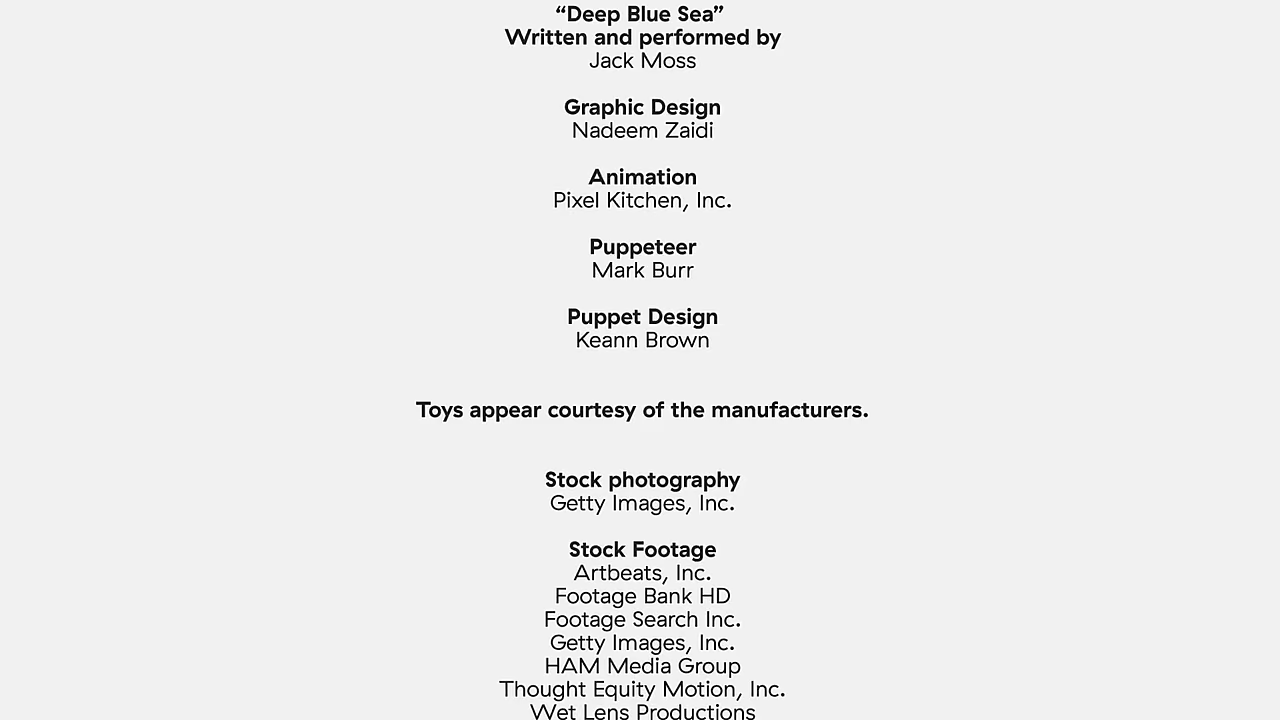 “Deep Blue Sea”
Written and performed by
Jack Moss
Graphic Design
Nadeem Zaidi
Animation
Pixel Kitchen, Inc.
Puppeteer
Mark Burr
Puppet Design
Keann Brown
Toys appear courtesy of the manufacturers.
Stock photography
Getty Images, Inc.
Stock Footage
Artbeats, Inc.
Footage Bank HD
Footage Search Inc.
Getty Images, Inc.
HAM Media Group
Thought Equity Motion, Inc.
Wet Lens Productions